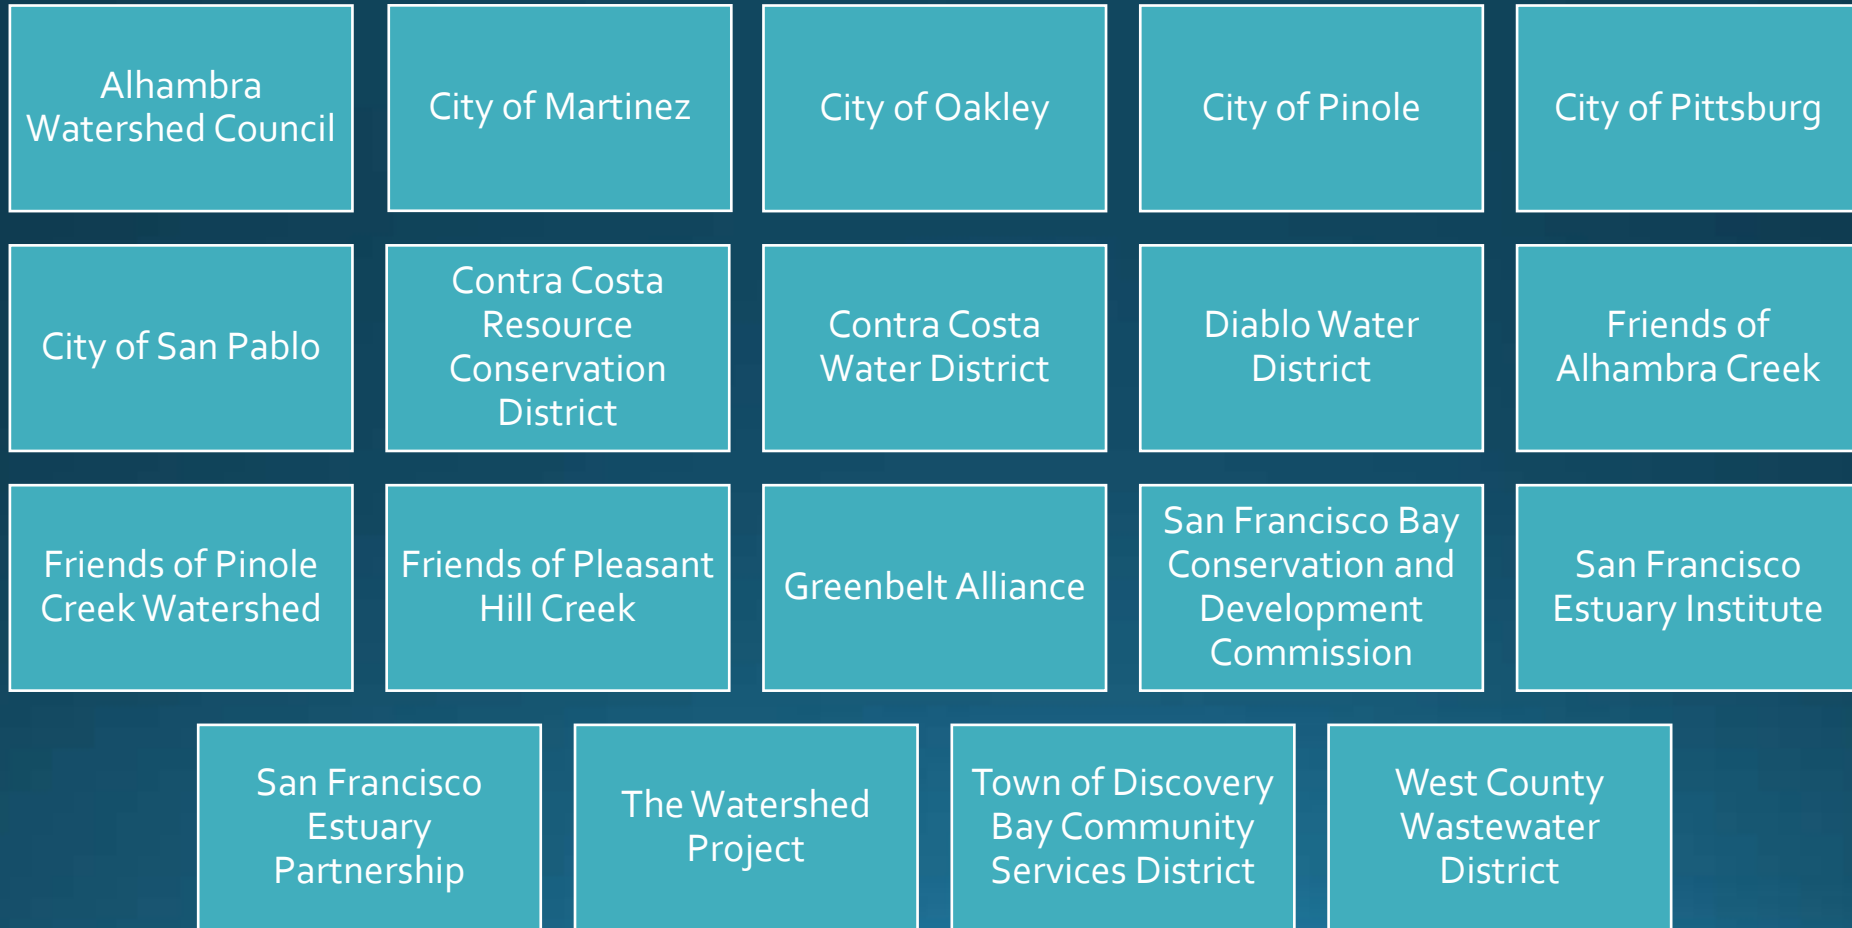 Alhambra
Watershed Council
City of Martinez
City of Oakley
City of Pinole
City of Pittsburg
City of San Pablo
Contra Costa
Resource
Conservation
District
Contra Costa
Water District
Diablo Water
District
Friends of
Alhambra Creek
Friends of Pinole
Creek Watershed
Friends of Pleasant
Hill Creek
Greenbelt Alliance
San Francisco Bay
Conservation and
Development
Commission
San Francisco
Estuary Institute
San Francisco
Estuary
Partnership
The Watershed
Project
Town of Discovery
Bay Community
Services District
West County
Wastewater
District